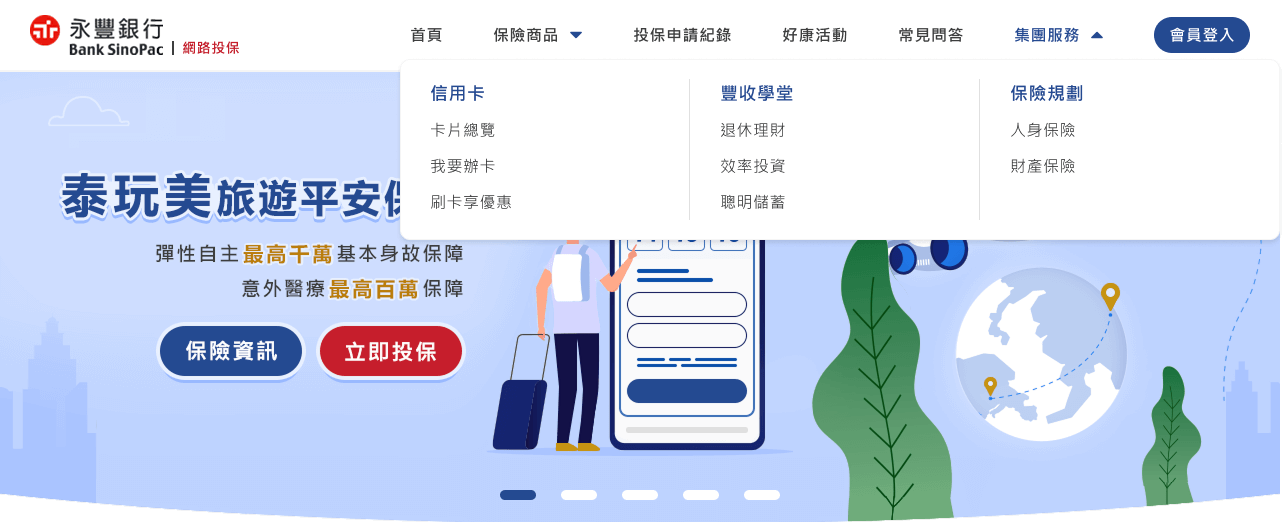 永豐銀行
Bank SinoPac
網路投保
首頁
保險商品
投保申請紀錄
好康活動
常見問答
集團服務
會員登入
信用卡
卡片總覽
我要辦卡
刷卡享優惠
豐收學堂
退休理財
效率投資
聰明儲蓄
保險規劃
人身保險
財產保險
泰玩美旅遊平安保
彈性自主最高千萬基本身故保障
意外醫療最高百萬保障
保險資訊
立即投保